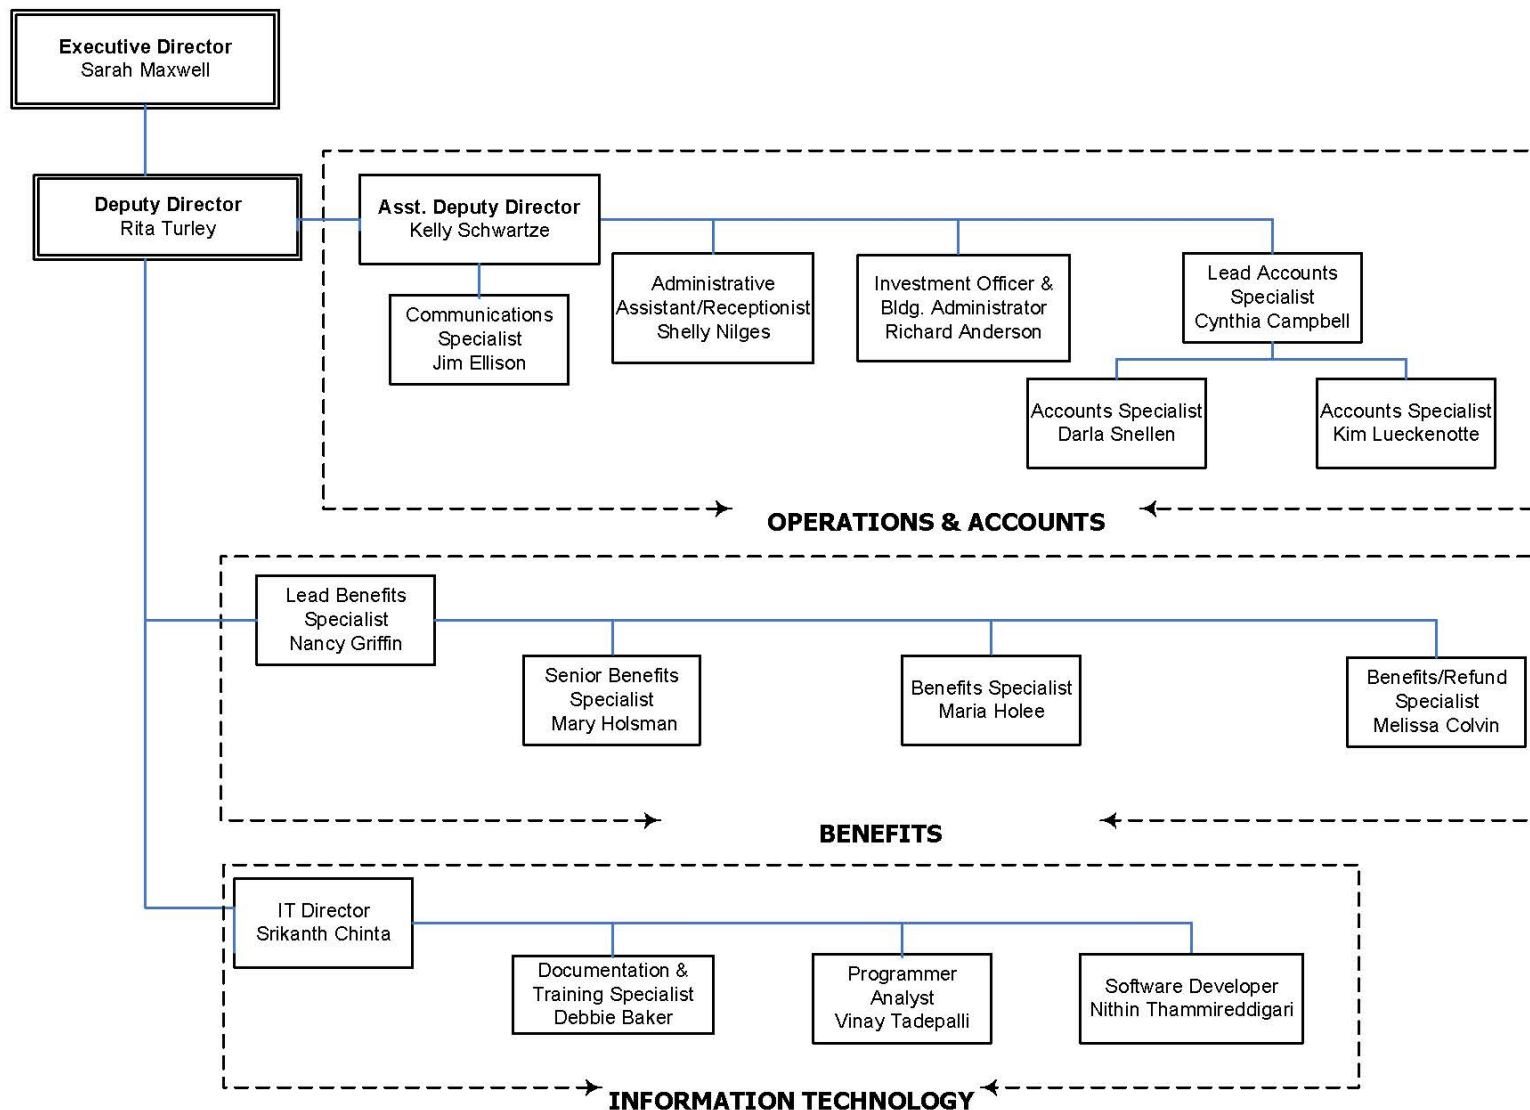 Executive Director
Sarah Maxwell
Deputy Director
Rita Turley
Asst. Deputy Director
Kelly Schwartze
Communications
Specialist
Jim Ellison
Administrative
Assistant/Receptionist
Shelly Nilges
Investment Officer &
Bldg. Administrator
Richard Anderson
Lead Accounts
Specialist
Cynthia Campbell
Accounts Specialist
Darla Snellen
Accounts Specialist
Kim Lueckenotte
OPERATIONS & ACCOUNTS
Lead Benefits
Specialist
Nancy Griffin
Senior Benefits
Specialist
Mary Holsman
Benefits Specialist
Maria Holee
Benefits/Refund
Specialist
Melissa Colvin
BENEFITS
IT Director
Srikanth Chinta
Documentation &
Training Specialist
Debbie Baker
Programmer
Analyst
Vinay Tadepalli
Software Developer
Nithin Thammireddigari
INFORMATION TECHNOLOGY